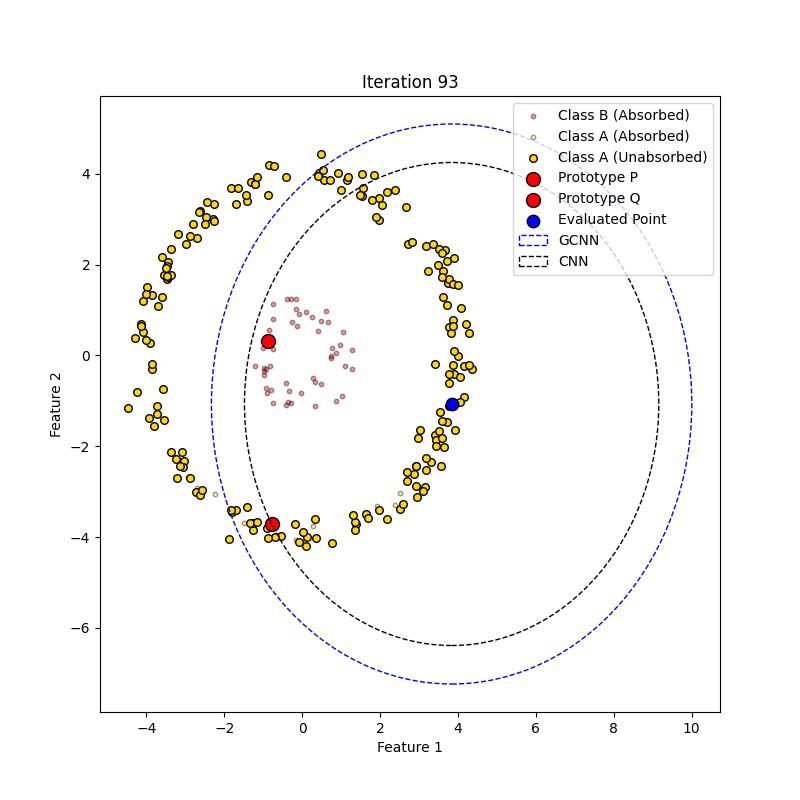 Iteration 93
Class B (Absorbed)
Class A (Absorbed)
Class A (Unabsorbed)
Prototype P
Prototype Q
Evaluated Point
GCNN
CNN
Feature 2
4
2
0
−2
−4
−6
−4
−2
0
2
4
6
8
10
Feature 1